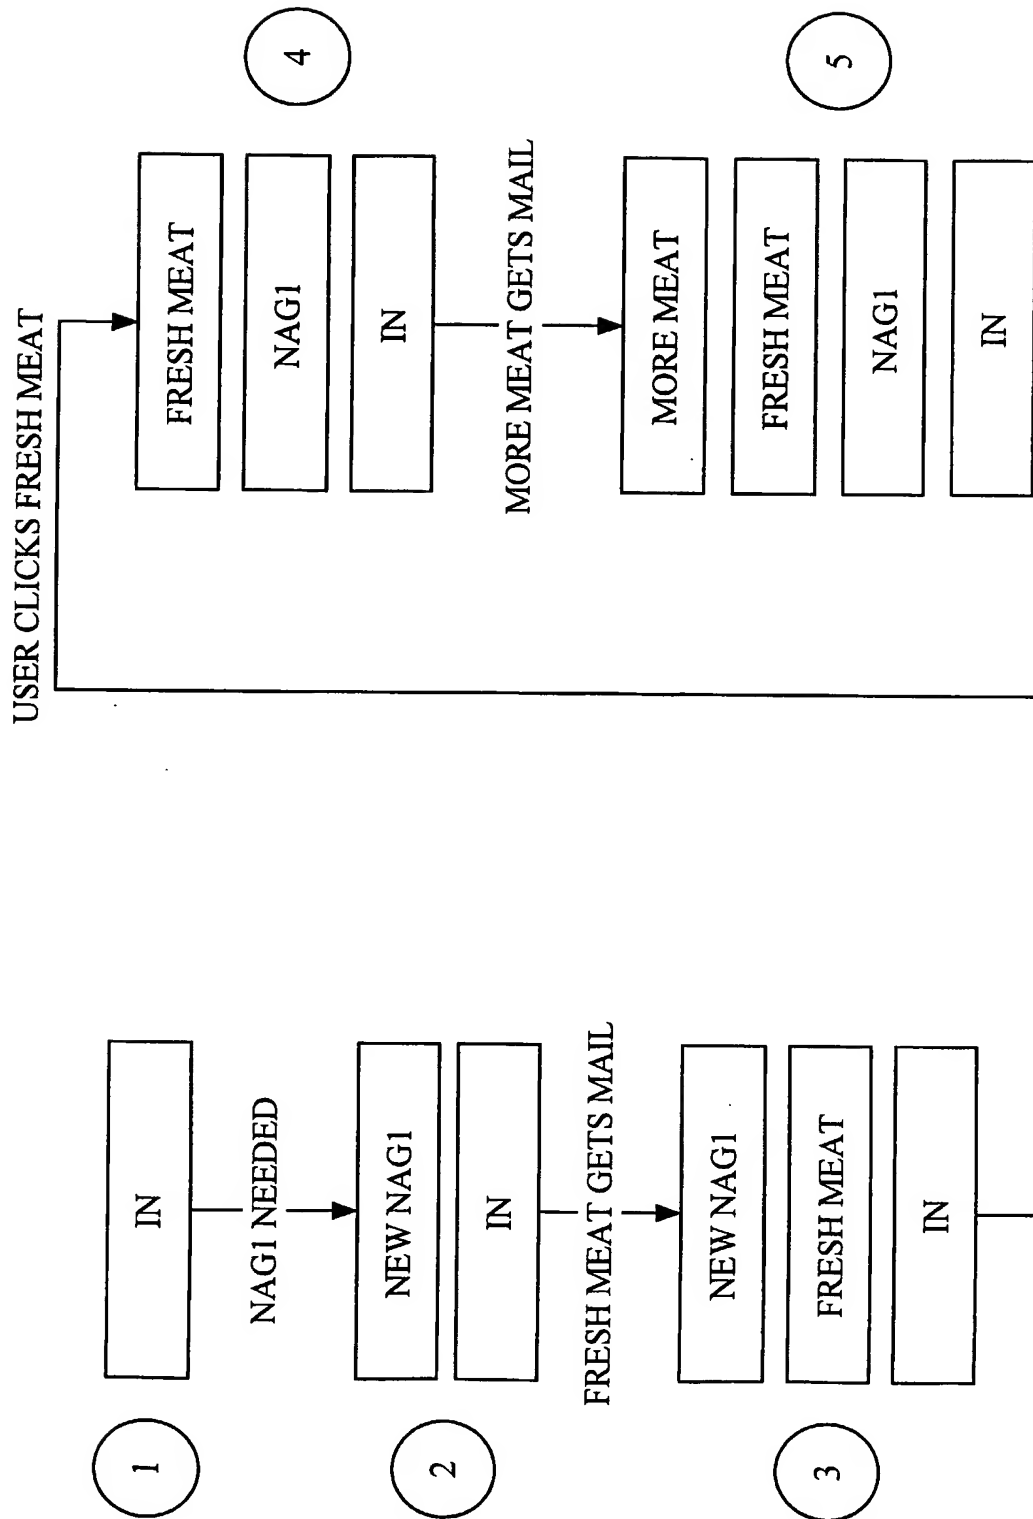 1
IN
NAG1 NEEDED
2
NEW NAG1
IN
FRESH MEAT GETS MAIL
3
NEW NAG1
FRESH MEAT
IN
USER CLICKS FRESH MEAT
4
FRESH MEAT
NAG1
IN
MORE MEAT GETS MAIL
5
MORE MEAT
FRESH MEAT
NAG1
IN